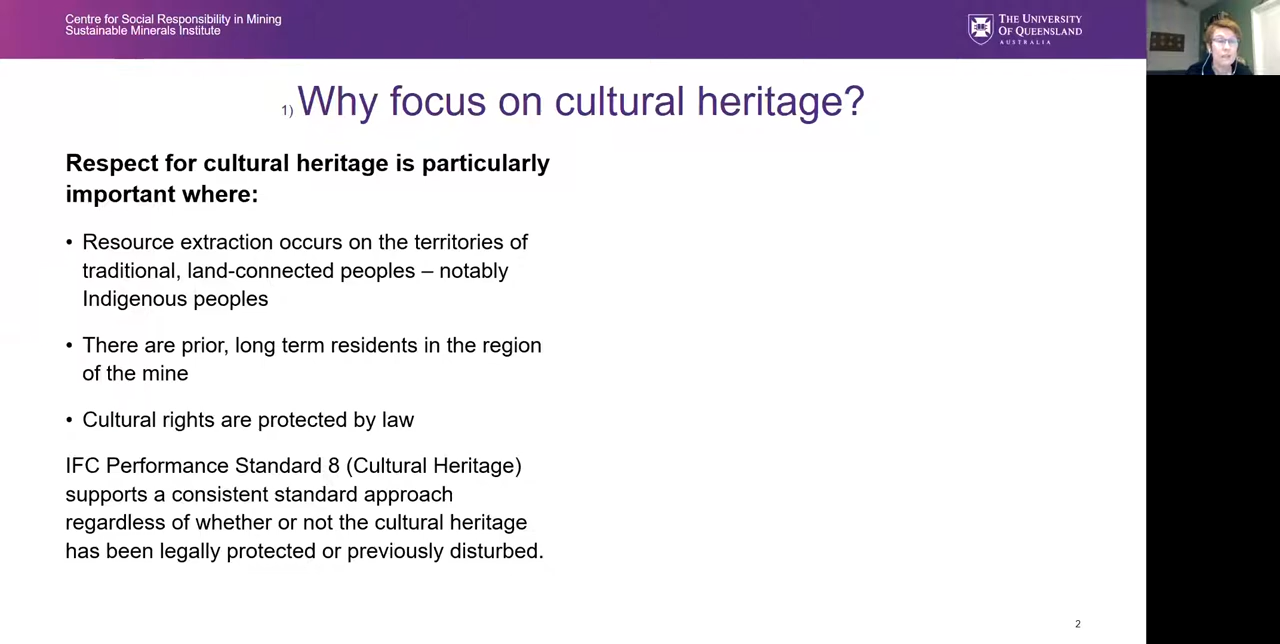 Centre for Social Responsibility in Mining
Sustainable Minerals Institute
THE UNIVERSITY
OF QUEENSLAND
AUSTRALIA
1) Why focus on cultural heritage?
Respect for cultural heritage is particularly
important where:
• Resource extraction occurs on the territories of
traditional, land-connected peoples – notably
Indigenous peoples
• There are prior, long term residents in the region
of the mine
• Cultural rights are protected by law
IFC Performance Standard 8 (Cultural Heritage)
supports a consistent standard approach
regardless of whether or not the cultural heritage
has been legally protected or previously disturbed.
2